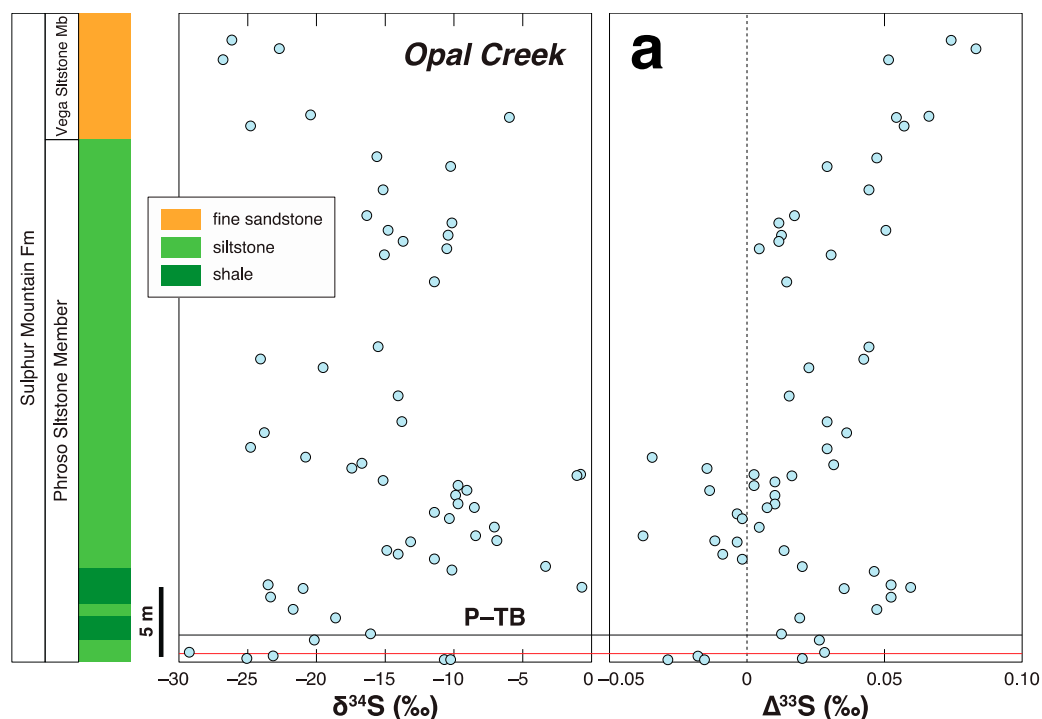 Sulphur Mountain Fm
Vega Sltstone Mb
Phroso Sltstone Member
Opal Creek
a
fine sandstone
siltstone
shale
5 m
P–TB
–30 –25 –20 –15 –10 –5 0
δ³⁴S (‰)
–0.05 0 0.05 0.10
Δ³³S (‰)